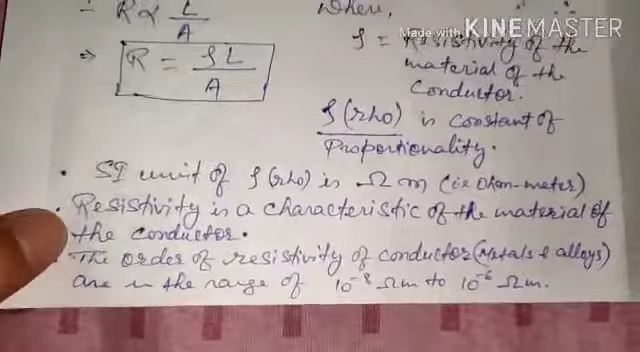 ∴ R ∝ L/A
Where,
Made with KINEMASTER
⇒ R = ρL/A
ρ = Resistivity of the
material of the
Conductor.
ρ (rho) is constant of
Proportionality.
• SI unit of ρ (rho) is Ω m (ie Ohm-meter)
• Resistivity is a characteristic of the material of
the conductor.
The order of resistivity of conductor (Metals & alloys)
are in the range of 10⁻⁸ Ωm to 10⁻⁶ Ωm.